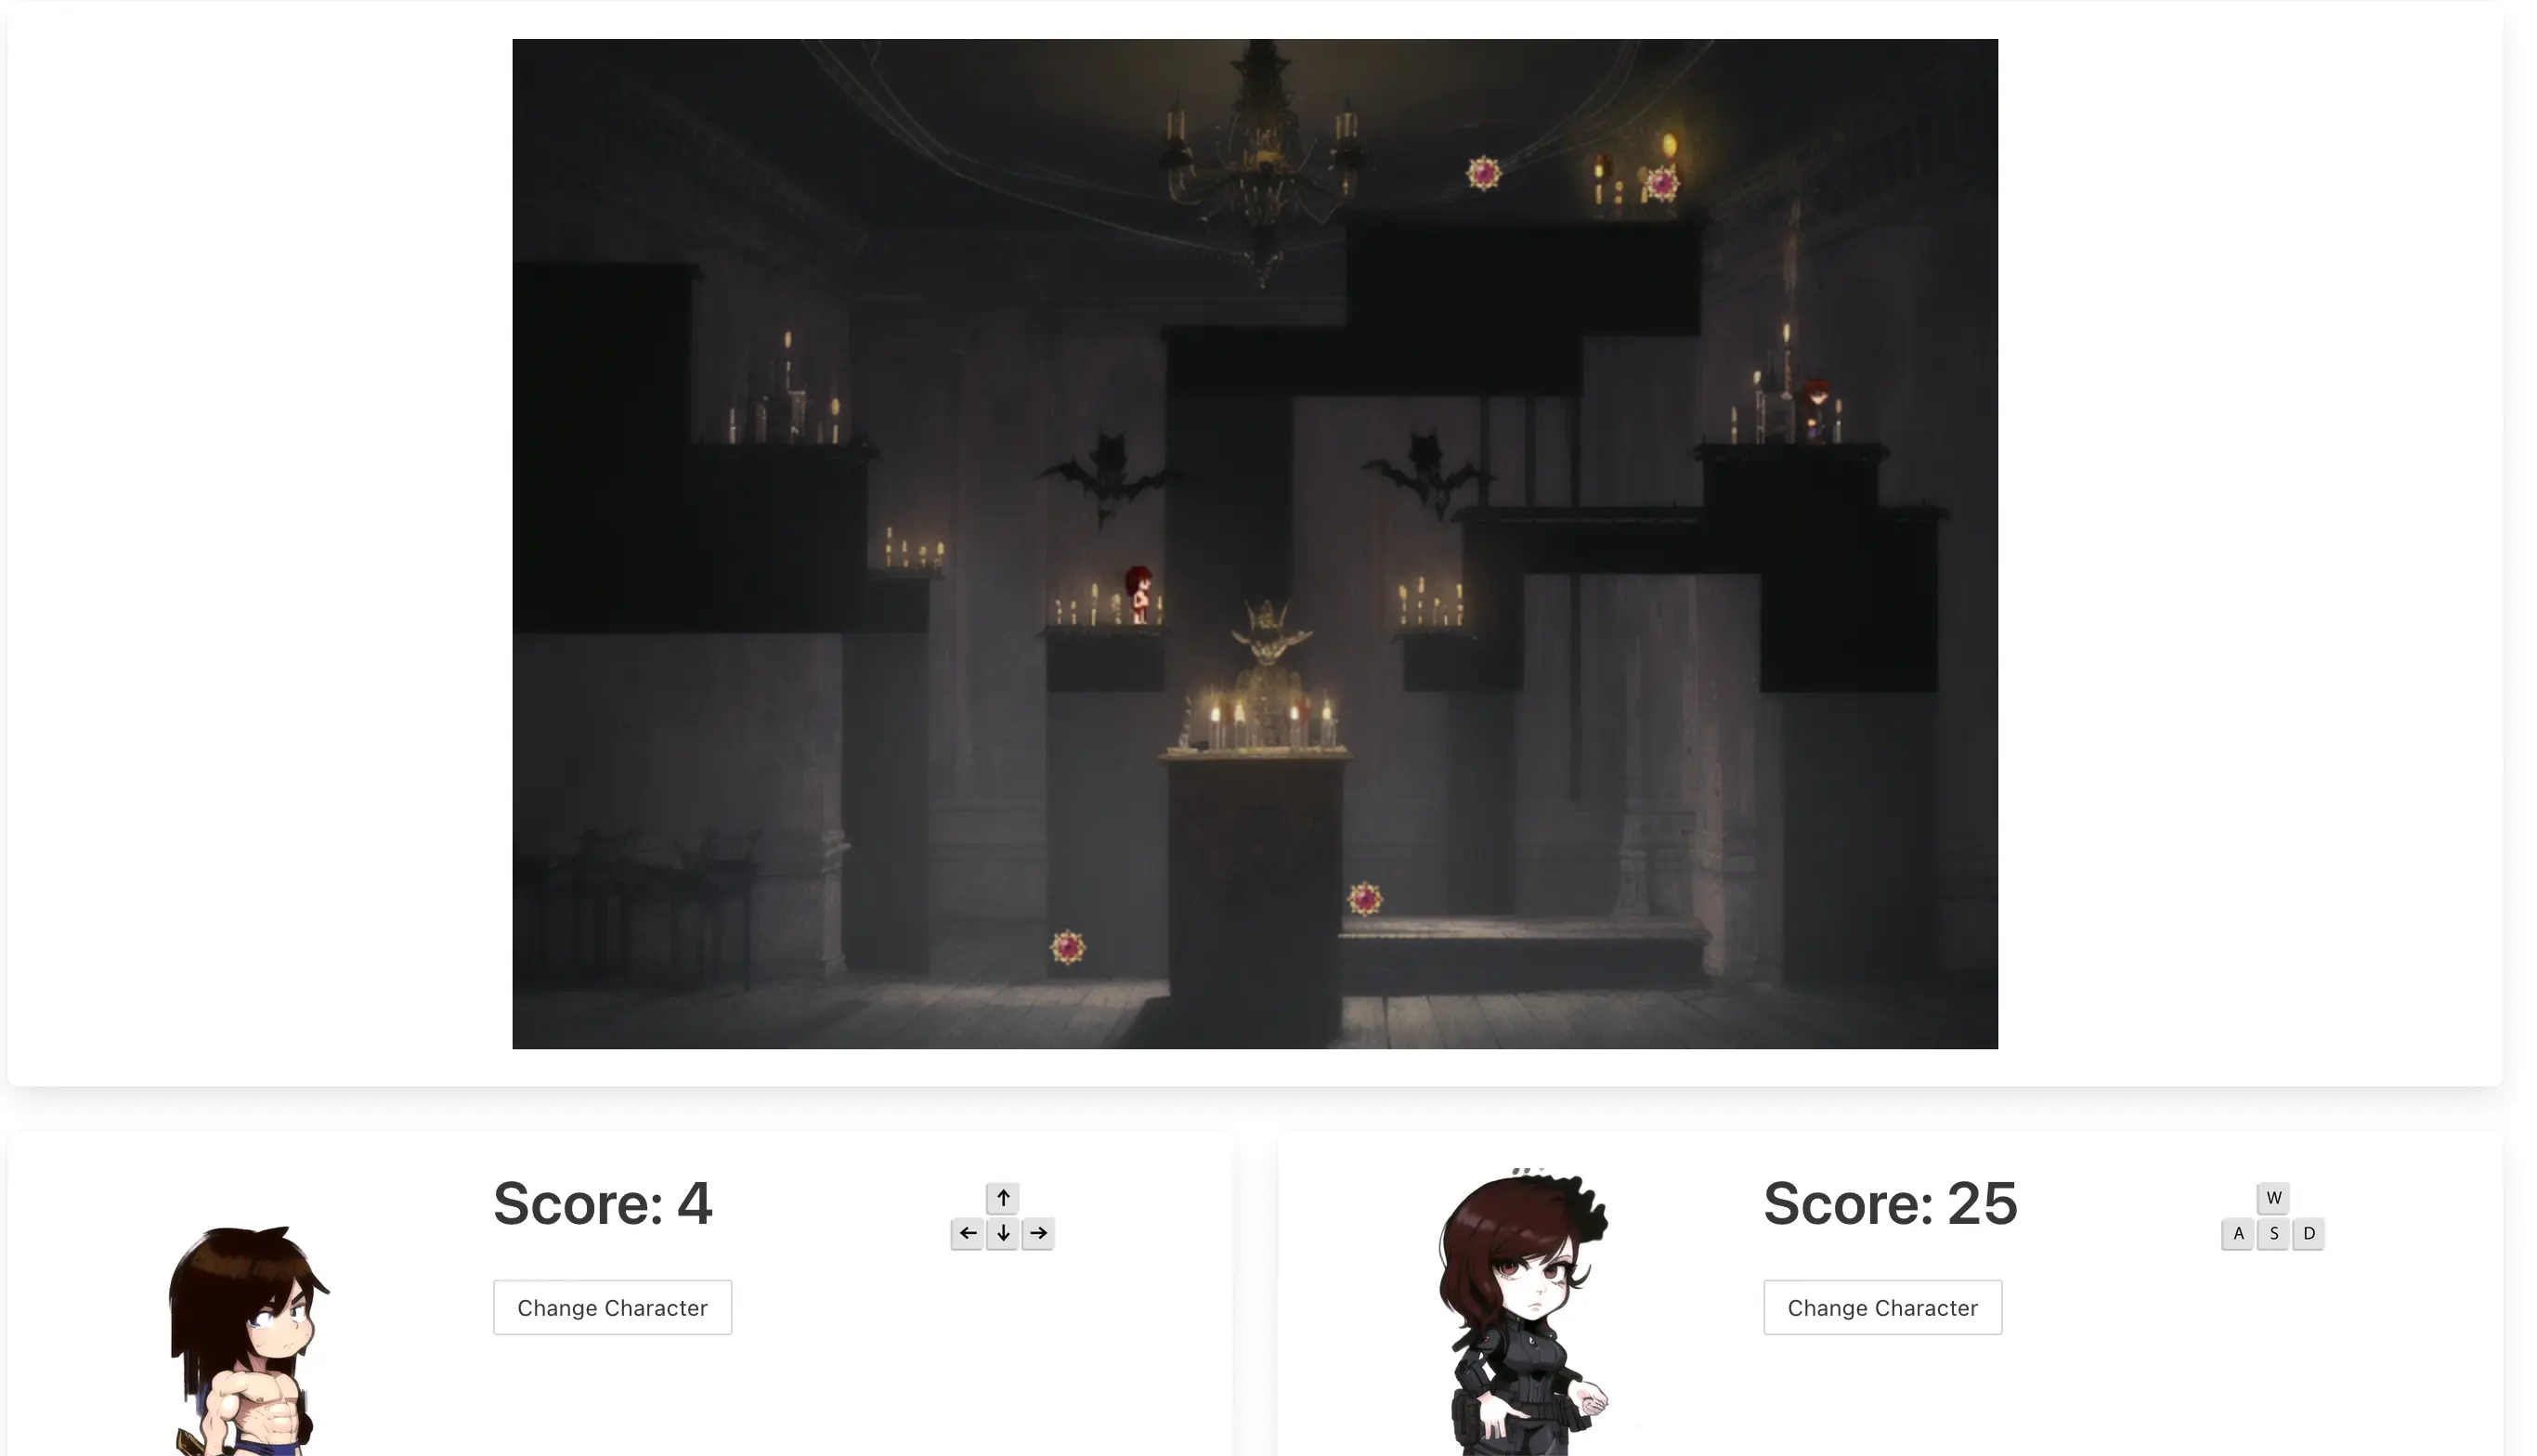 Score: 4
↑
← ↓ →
Change Character
Score: 25
W
A S D
Change Character